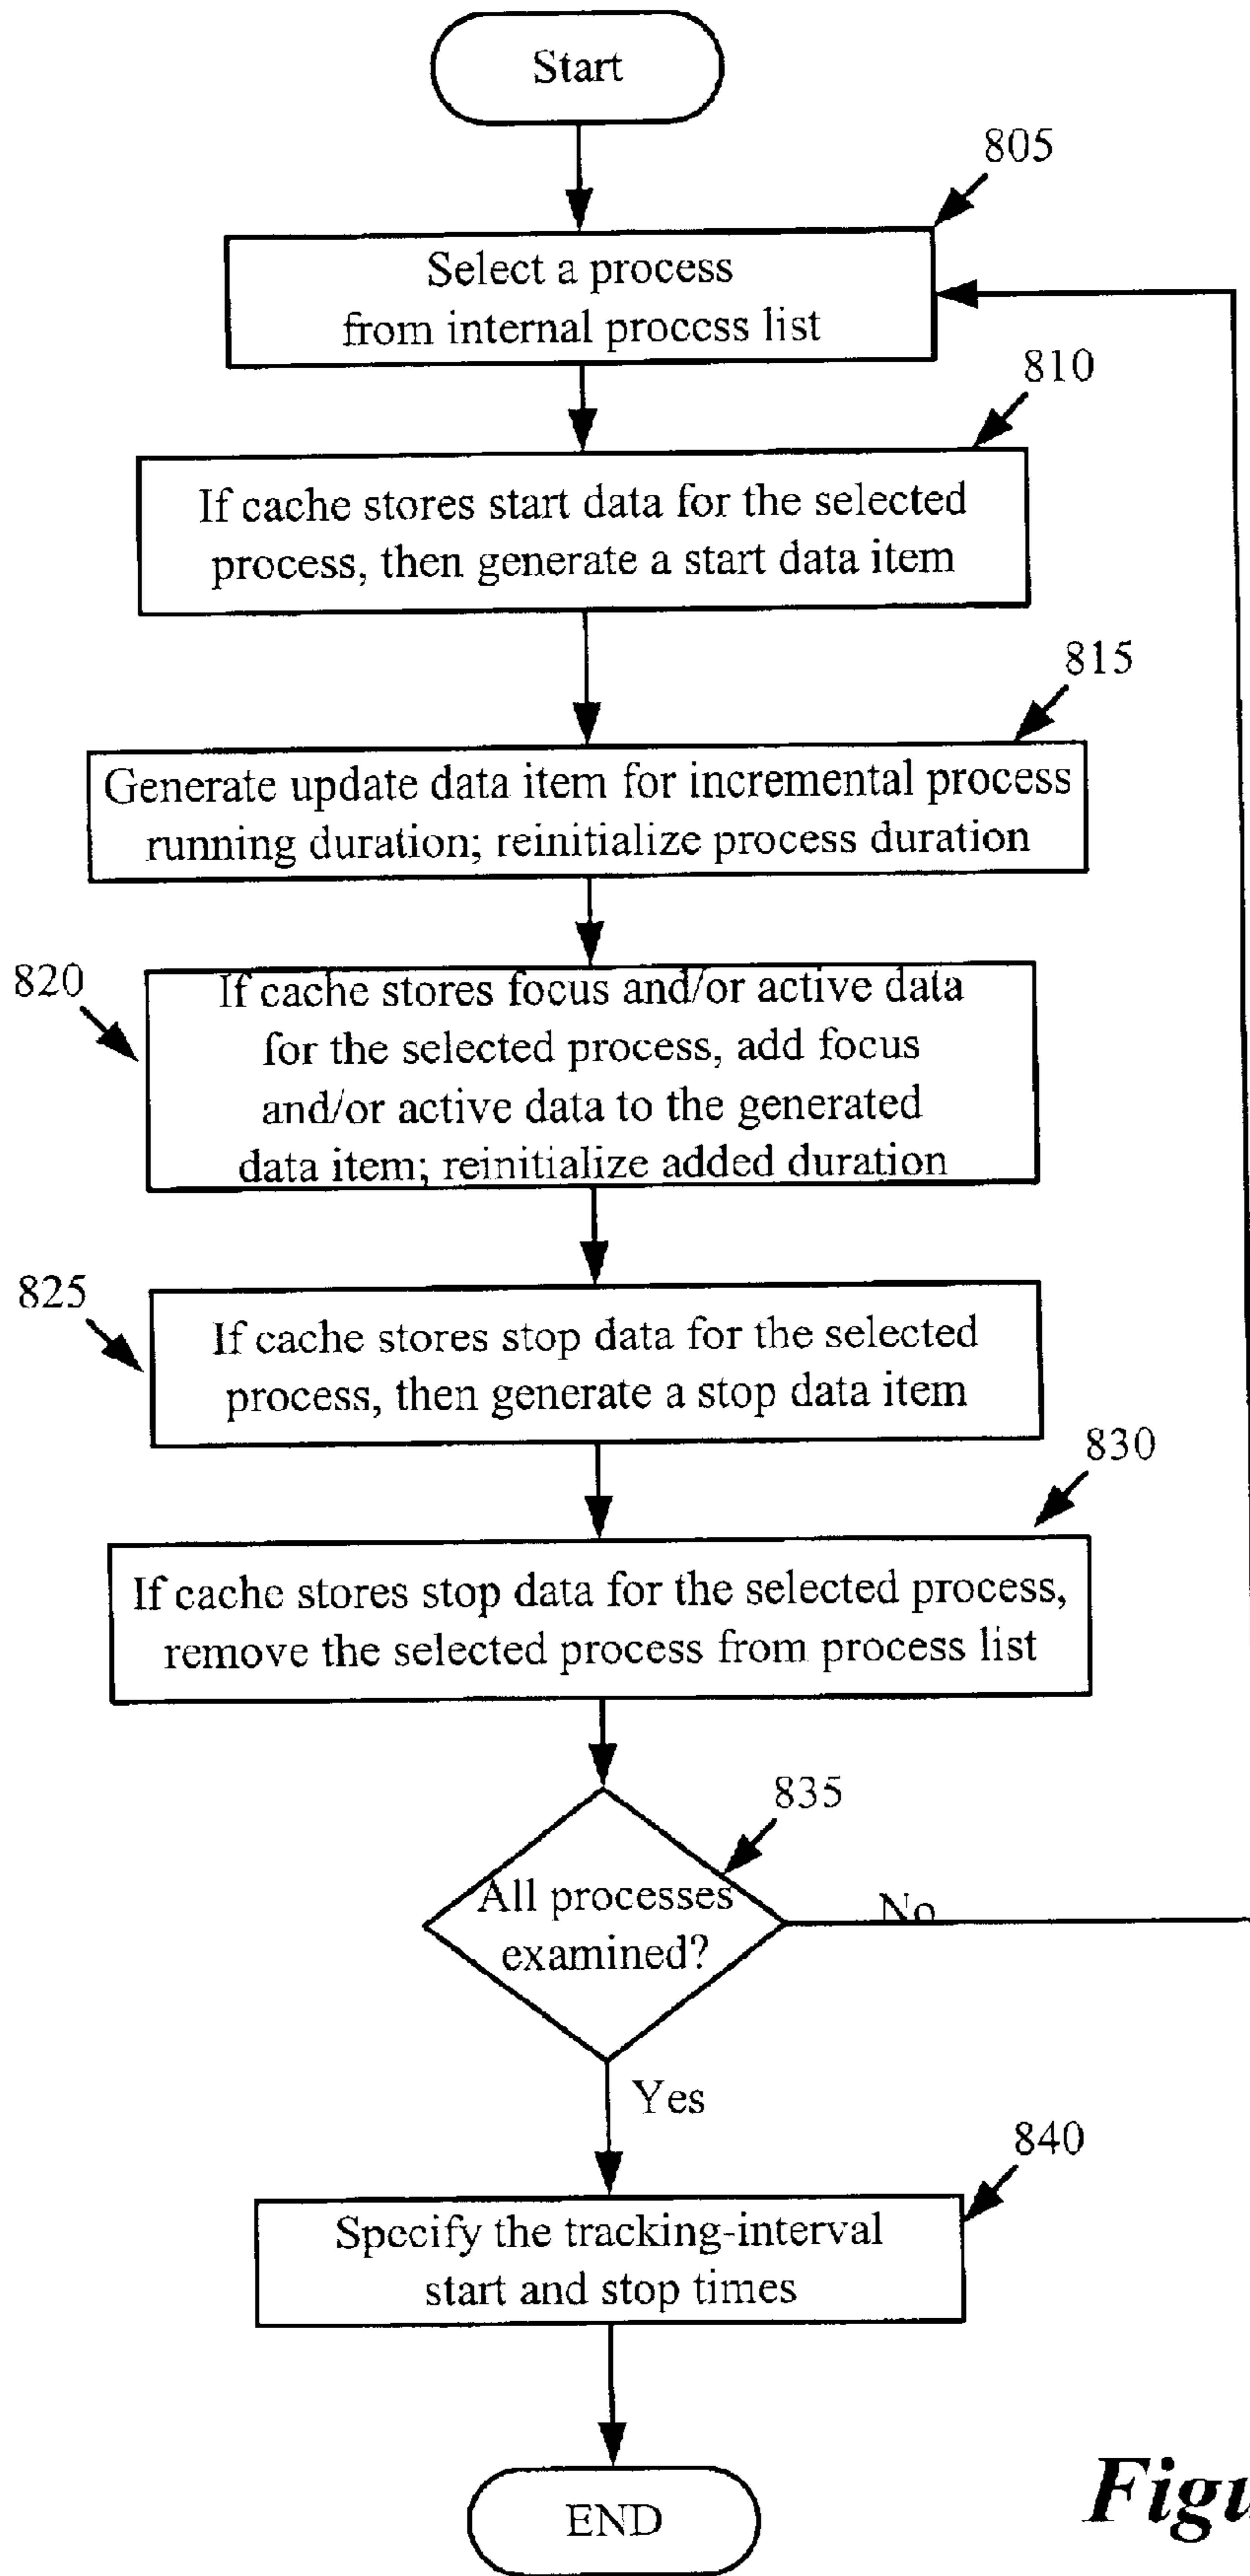 Start
805
Select a process
from internal process list
810
If cache stores start data for the selected
process, then generate a start data item
815
Generate update data item for incremental process
running duration; reinitialize process duration
820
If cache stores focus and/or active data
for the selected process, add focus
and/or active data to the generated
data item; reinitialize added duration
825
If cache stores stop data for the selected
process, then generate a stop data item
830
If cache stores stop data for the selected process,
remove the selected process from process list
835
All processes
examined?
No
Yes
840
Specify the tracking-interval
start and stop times
END